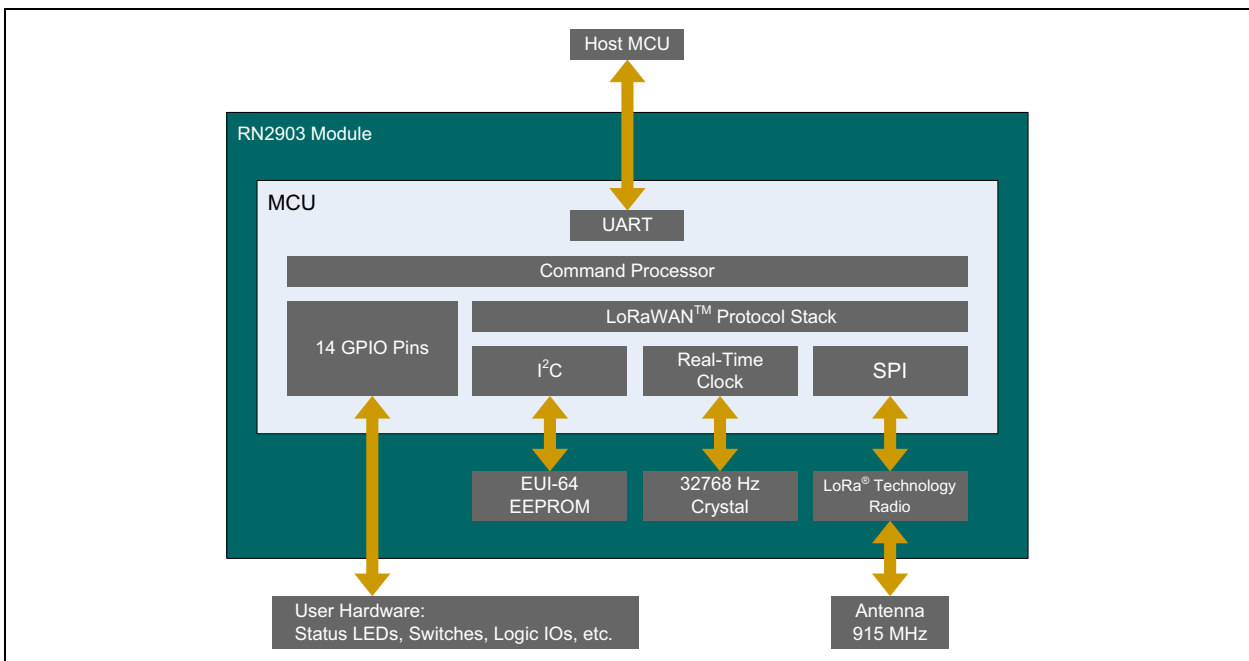 Host MCU
RN2903 Module
MCU
UART
Command Processor
14 GPIO Pins
LoRaWAN™ Protocol Stack
I²C
Real-Time
Clock
SPI
EUI-64
EEPROM
32768 Hz
Crystal
LoRa® Technology
Radio
User Hardware:
Status LEDs, Switches, Logic IOs, etc.
Antenna
915 MHz